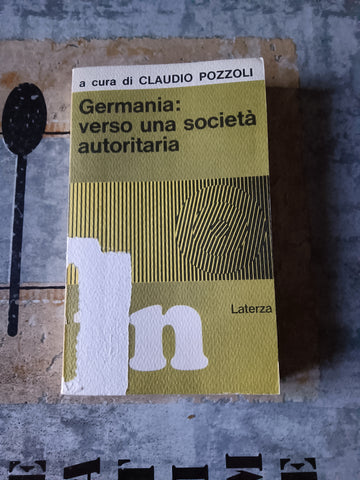 a cura di CLAUDIO POZZOLI
Germania:
verso una società
autoritaria
Laterza
n